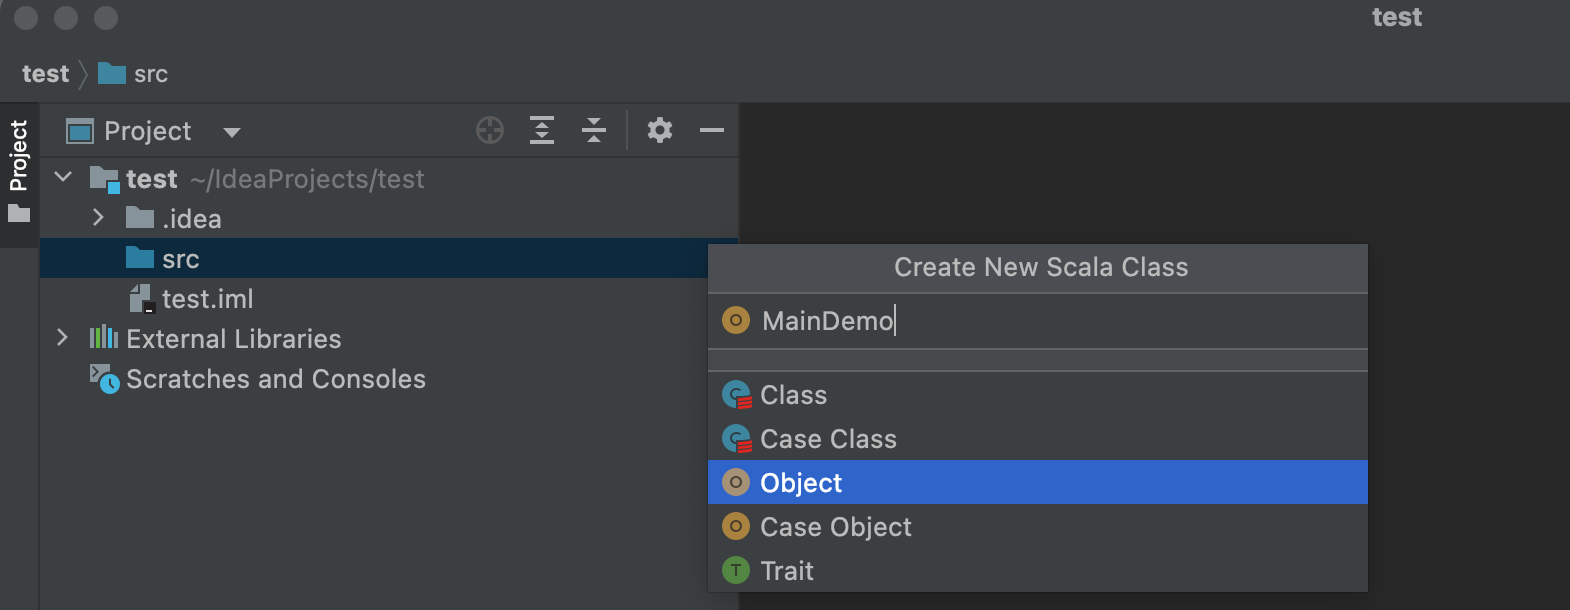 test
test src
Project
Project
test ~/IdeaProjects/test
.idea
src
test.iml
External Libraries
Scratches and Consoles
Create New Scala Class
O MainDemo
C Class
C Case Class
O Object
O Case Object
T Trait